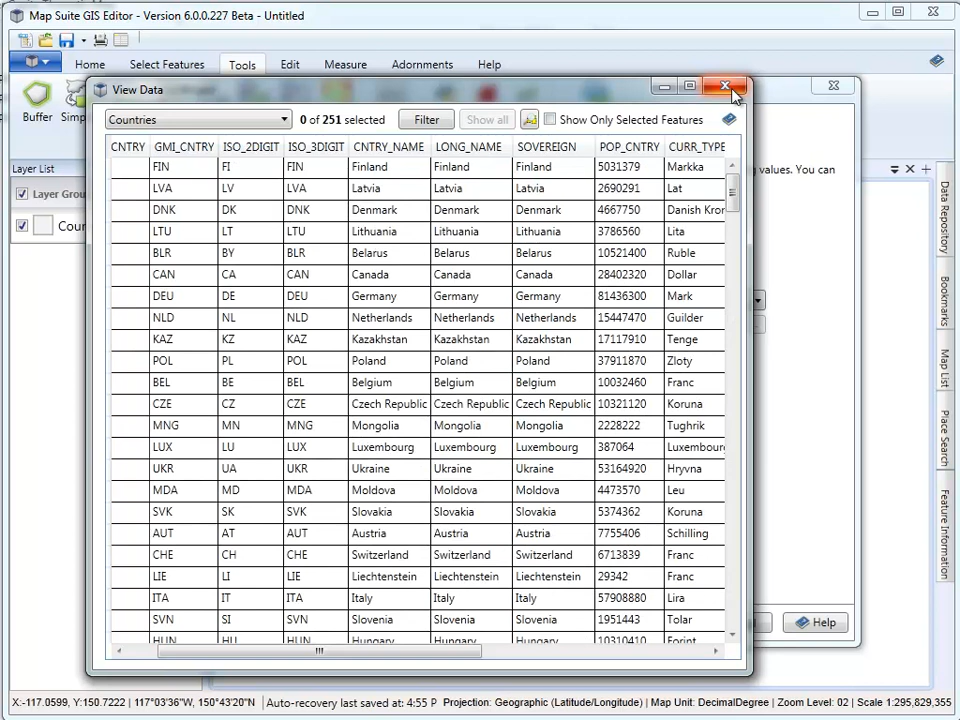 Map Suite GIS Editor - Version 6.0.0.227 Beta - Untitled
Home Select Features Tools Edit Measure Adornments Help
Buffer
Layer List
Layer
View Data
Countries 0 of 251 selected Filter Show all Show Only Selected Features
CNTRY GMI_CNTRY ISO_2DIGIT ISO_3DIGIT CNTRY_NAME LONG_NAME SOVEREIGN POP_CNTRY CURR_TYPE
FIN FI FIN Finland Finland Finland 5031379 Markka
LVA LV LVA Latvia Latvia Latvia 2690291 Lat
DNK DK DNK Denmark Denmark Denmark 4667750 Danish
LTU LT LTU Lithuania Lithuania Lithuania 3786560 Lita
BLR BY BLR Belarus Belarus Belarus 10521400 Ruble
CAN CA CAN Canada Canada Canada 28402320 Dollar
DEU DE DEU Germany Germany Germany 81436300 Mark
NLD NL NLD Netherlands Netherlands Netherlands 15447470 Guilder
KAZ KZ KAZ Kazakhstan Kazakhstan Kazakhstan 17117910 Tenge
POL PL POL Poland Poland Poland 37911870 Zloty
BEL BE BEL Belgium Belgium Belgium 10032460 Franc
CZE CZ CZE Czech Republic Czech Republic Czech Republic 10321120 Koruna
MNG MN MNG Mongolia Mongolia Mongolia 2228222 Tughrik
LUX LU LUX Luxembourg Luxembourg Luxembourg 387064
UKR UA UKR Ukraine Ukraine Ukraine 53164920 Hryvna
MDA MD MDA Moldova Moldova Moldova 4473570 Leu
SVK SK SVK Slovakia Slovakia Slovakia 5374362 Koruna
AUT AT AUT Austria Austria Austria 7755406 Schilling
CHE CH CHE Switzerland Switzerland Switzerland 6713839 Franc
LIE LI LIE Liechtenstein Liechtenstein Liechtenstein 29342 Franc
ITA IT ITA Italy Italy Italy 57908880 Lira
SVN SI SVN Slovenia Slovenia Slovenia 1951443 Tolar
HUN HU HUN Hungary Hungary Hungary 10310410 Forint
values. You can
Help
Data Repository
Bookmarks
Map List
Place Search
Feature Information
X:-117.0599, Y:150.7222 | 117°03'36"W, 150°43'20"N Auto-recovery last saved at: 4:55 P Projection: Geographic (Latitude/Longitude) | Map Unit: DecimalDegree | Zoom Level: 02 | Scale 1:295,829,355